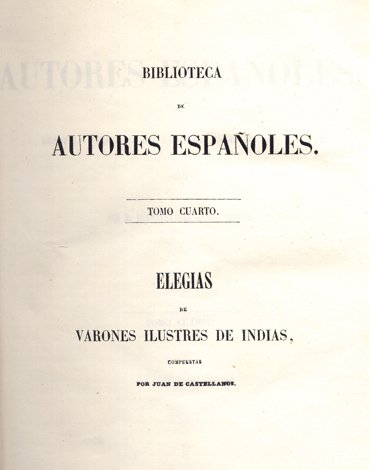 BIBLIOTECA
DE
AUTORES ESPAÑOLES.
TOMO CUARTO.
ELEGIAS
DE
VARONES ILUSTRES DE INDIAS,
COMPUESTAS
POR JUAN DE CASTELLANOS.